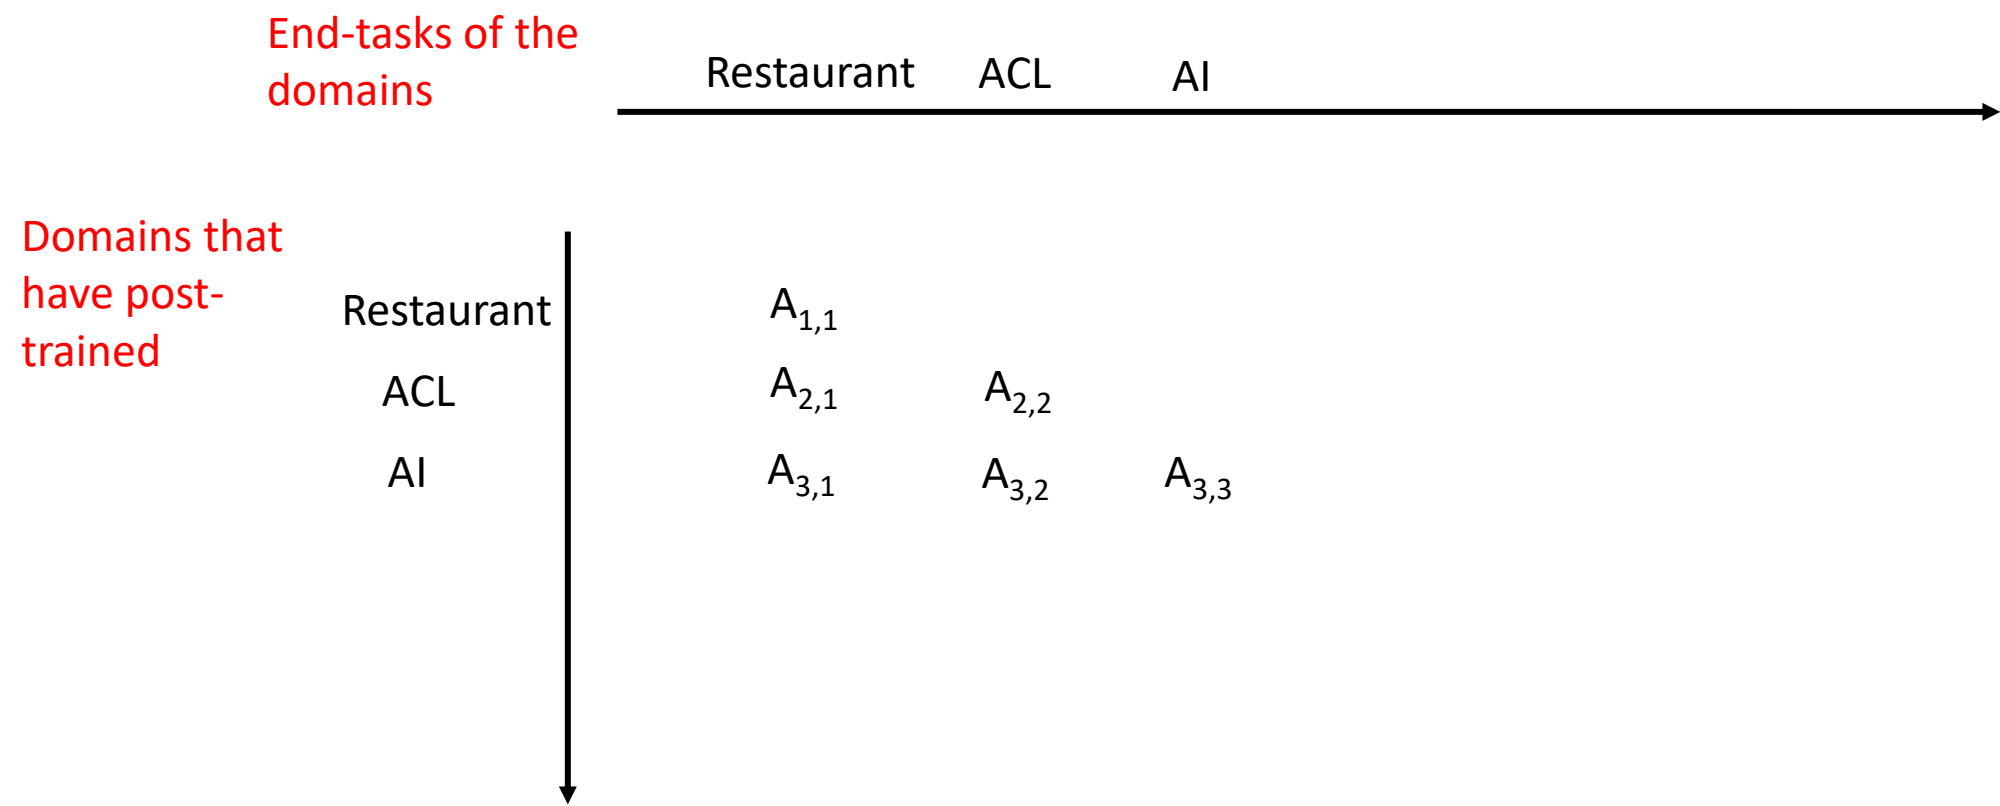 End-tasks of the
domains
Restaurant ACL AI
Domains that
have post-
trained
Restaurant A1,1
ACL A2,1 A2,2
AI A3,1 A3,2 A3,3